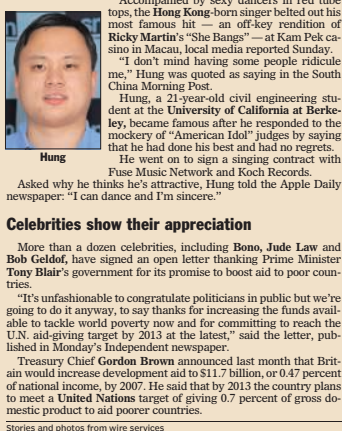 Accompanied by sexy dancers in red tube
tops, the Hong Kong-born singer belted out his
most famous hit — an off-key rendition of
Ricky Martin's "She Bangs" — at Kam Pek ca-
sino in Macau, local media reported Sunday.
"I don't mind having some people ridicule
me," Hung was quoted as saying in the South
China Morning Post.
Hung, a 21-year-old civil engineering stu-
dent at the University of California at Berke-
ley, became famous after he responded to the
mockery of "American Idol" judges by saying
that he had done his best and had no regrets.
Hung
He went on to sign a singing contract with
Fuse Music Network and Koch Records.
Asked why he thinks he's attractive, Hung told the Apple Daily
newspaper: "I can dance and I'm sincere."
Celebrities show their appreciation
More than a dozen celebrities, including Bono, Jude Law and
Bob Geldof, have signed an open letter thanking Prime Minister
Tony Blair's government for its promise to boost aid to poor coun-
tries.
"It's unfashionable to congratulate politicians in public but we're
going to do it anyway, to say thanks for increasing the funds avail-
able to tackle world poverty now and for committing to reach the
U.N. aid-giving target by 2013 at the latest," said the letter, pub-
lished in Monday's Independent newspaper.
Treasury Chief Gordon Brown announced last month that Brit-
ain would increase development aid to $11.7 billion, or 0.47 percent
of national income, by 2007. He said that by 2013 the country plans
to meet a United Nations target of giving 0.7 percent of gross do-
mestic product to aid poorer countries.
Stories and photos from wire services